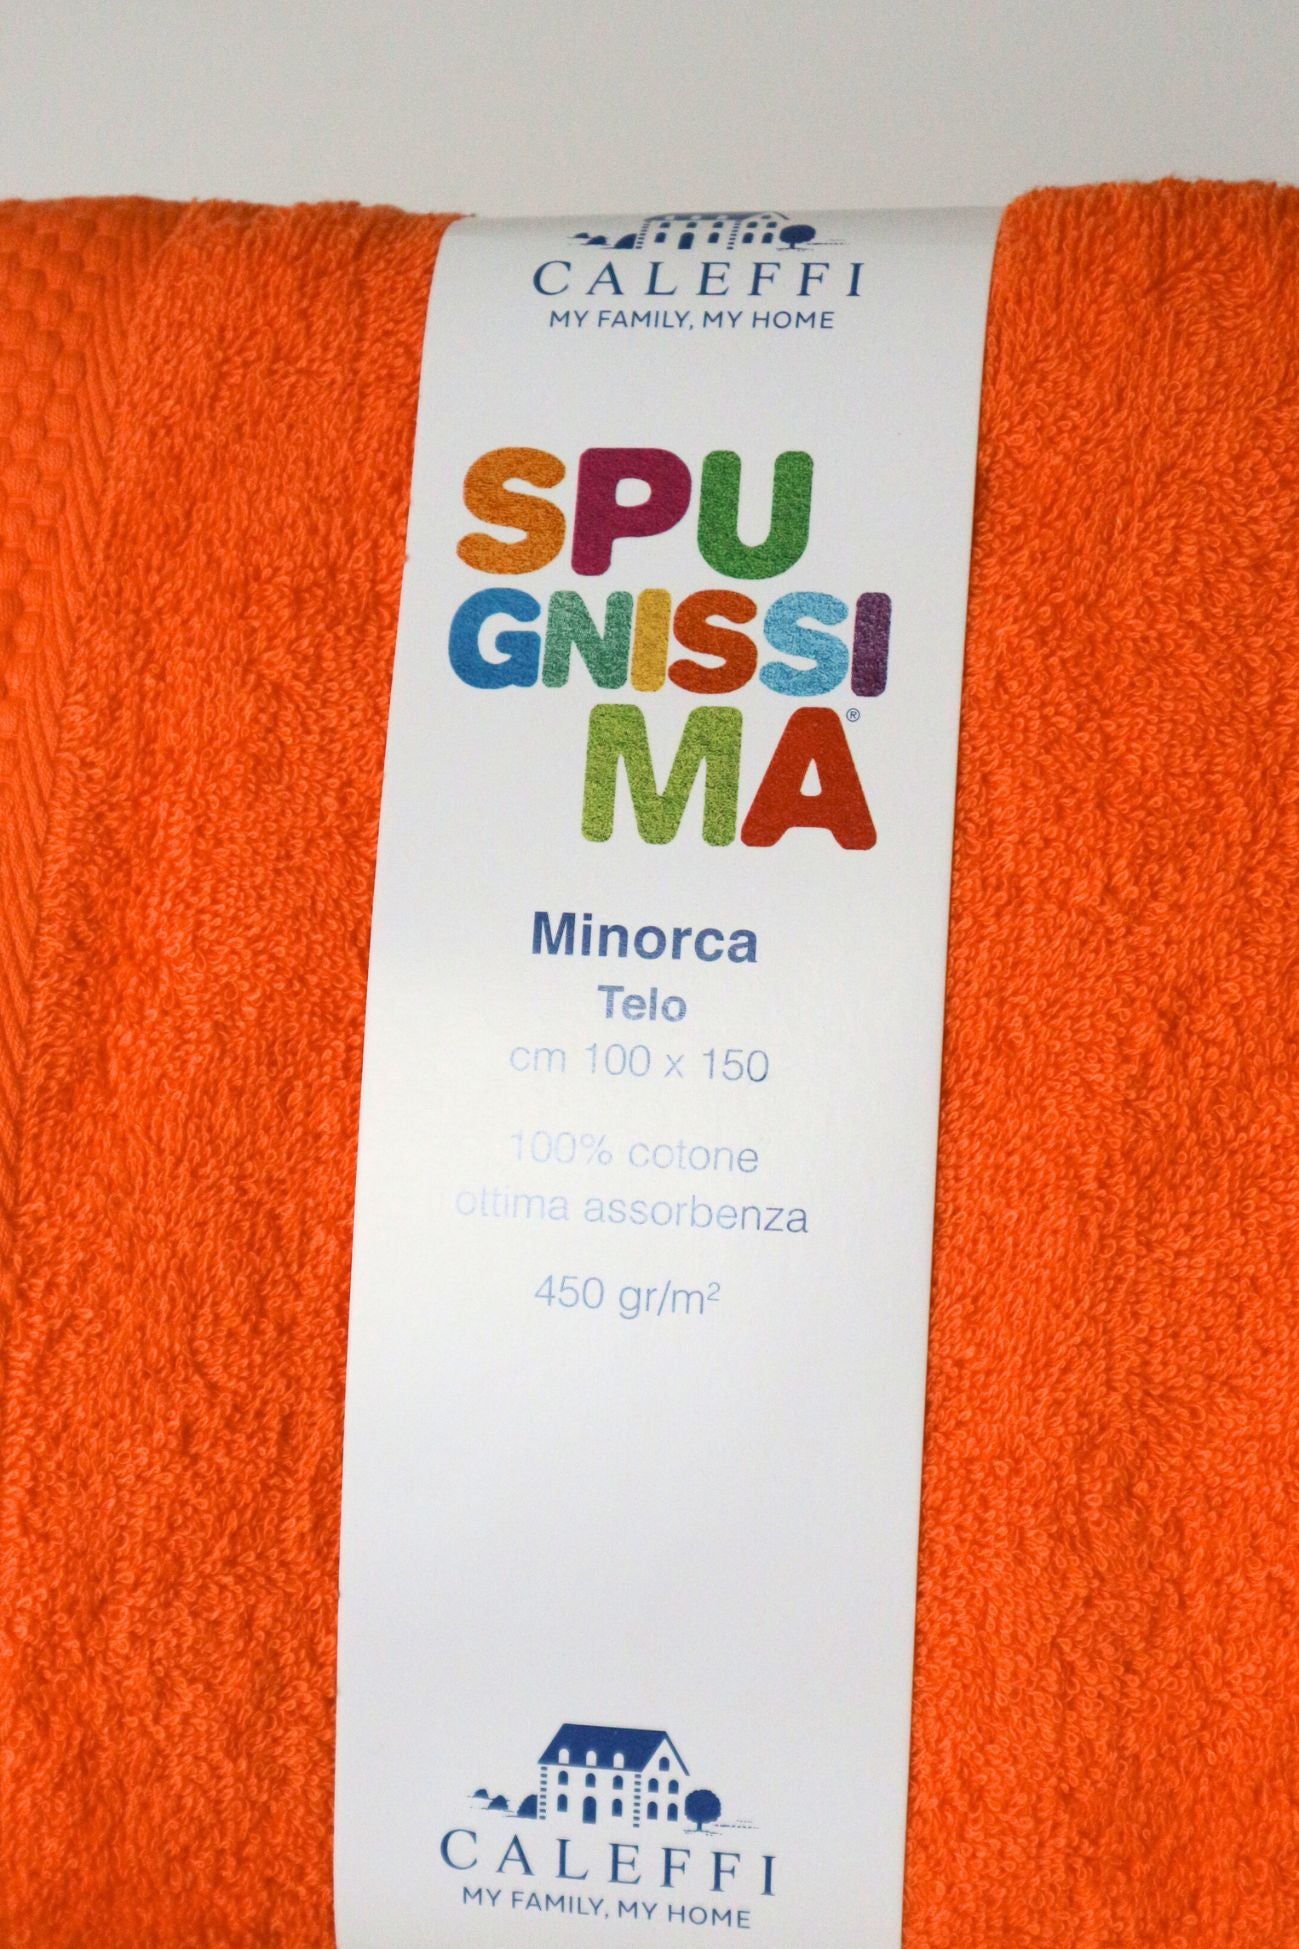 CALEFFI
MY FAMILY, MY HOME
SPU
GNISSI
MA®
Minorca
Telo
cm 100 x 150
100% cotone
ottima assorbenza
450 gr/m²
CALEFFI
MY FAMILY, MY HOME